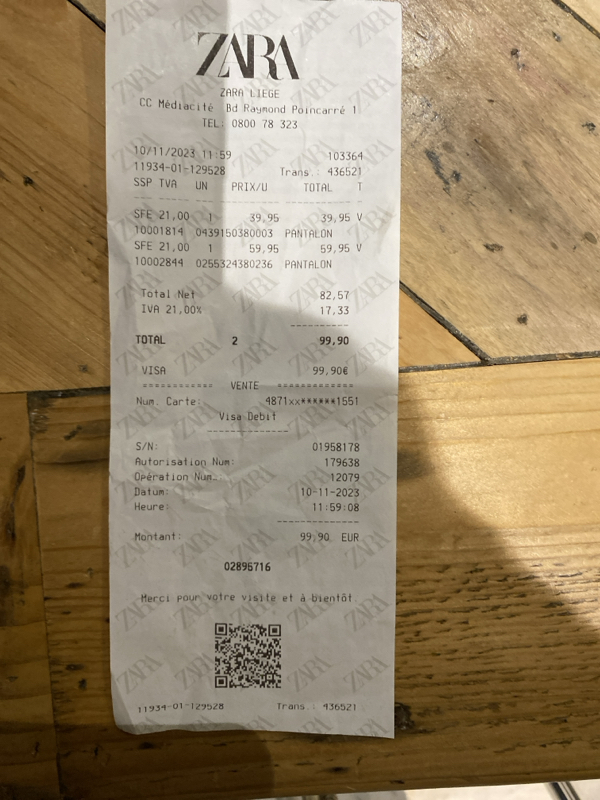 ZARA
ZARA LIEGE
CC Médiacité Bd Raymond Poincarré 1
TEL: 0800 78 323
10/11/2023 11:59 103364
11934-01-129528 Trans.: 436521
SSP TVA UN PRIX/U TOTAL T
SFE 21,00 1 39,95 39,95 V
10001814 0439150380003 PANTALON
SFE 21,00 1 59,95 59,95 V
10002844 0255324380236 PANTALON
Total Net 82,57
IVA 21,00% 17,33
TOTAL 2 99,90
VISA 99,90€
============ VENTE =============
Num. Carte: 4871xx******1551
Visa Debit
S/N: 01958178
Autorisation Num: 179638
Opération Num.: 12079
Datum: 10-11-2023
Heure: 11:59:08
Montant: 99,90 EUR
02895716
Merci pour votre visite et à bientôt.
11934-01-129528 Trans.: 436521